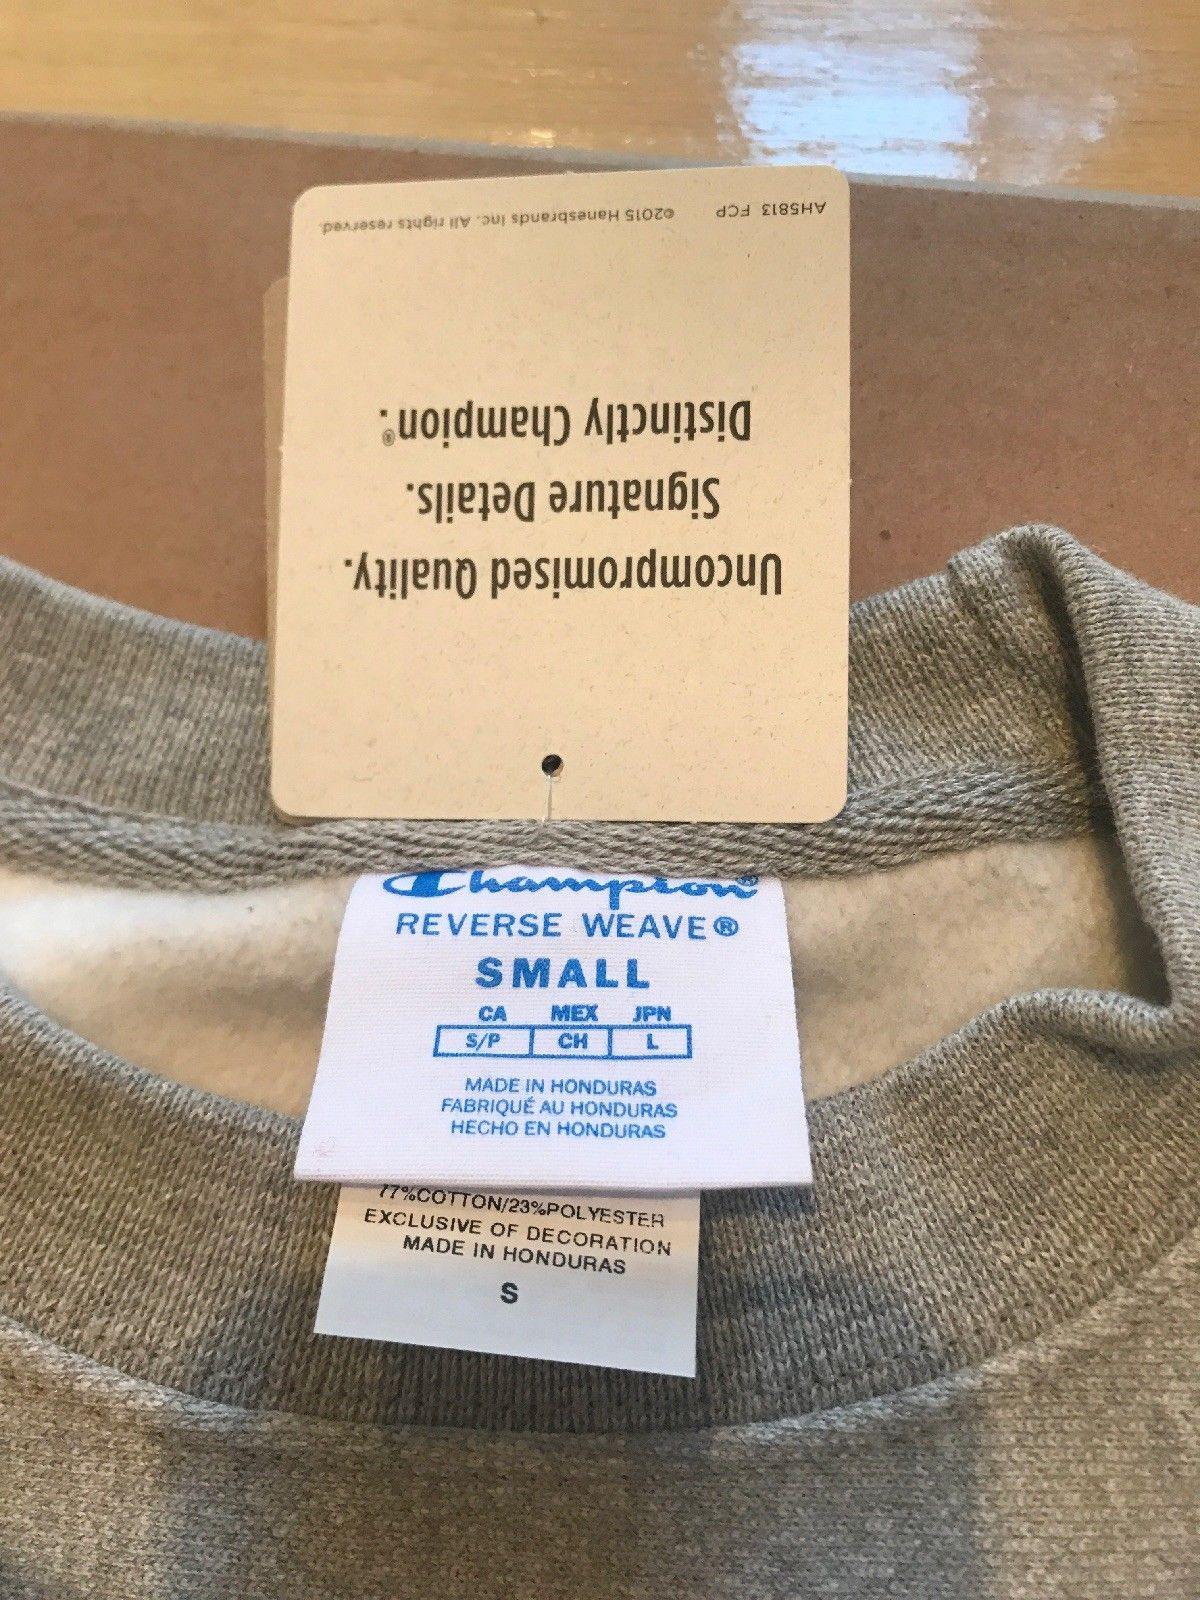 Uncompromised Quality.
Signature Details.
Distinctly Champion®.
AH5813 FCP ©2015 Hanesbrands Inc. All rights reserved.
Champion®
REVERSE WEAVE®
SMALL
CA MEX JPN
S/P CH L
MADE IN HONDURAS
FABRIQUÉ AU HONDURAS
HECHO EN HONDURAS
77%COTTON/23%POLYESTER
EXCLUSIVE OF DECORATION
MADE IN HONDURAS
S